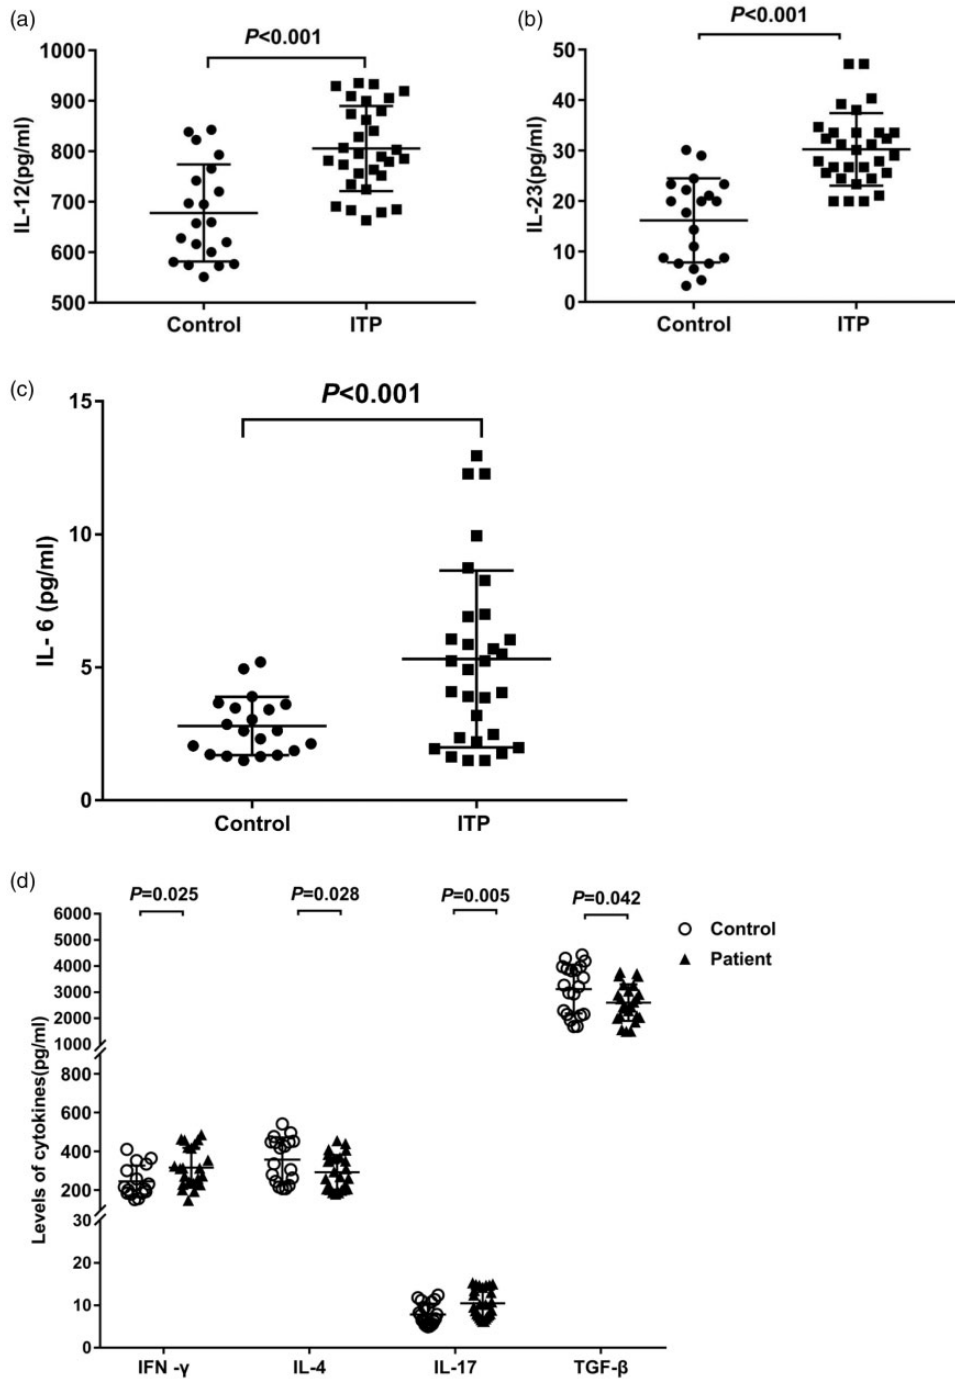 (a)
P<0.001
IL-12(pg/ml)
1000
900
800
700
600
500
Control ITP
(b)
P<0.001
IL-23(pg/ml)
50
40
30
20
10
0
Control ITP
(c)
P<0.001
IL- 6 (pg/ml)
15
10
5
0
Control ITP
(d)
P=0.025 P=0.028 P=0.005 P=0.042
Levels of cytokines(pg/ml)
6000
5000
4000
3000
2000
1000
800
600
400
200
30
20
10
0
IFN -γ IL-4 IL-17 TGF-β
Control
Patient